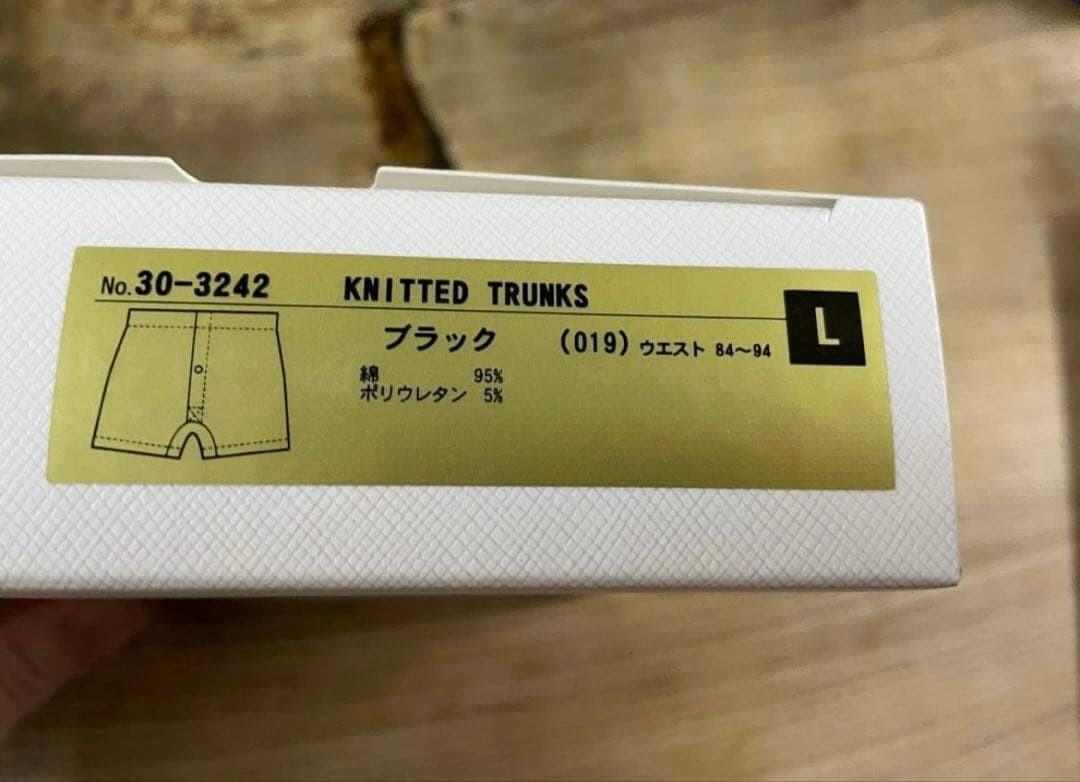 No.30-3242 KNITTED TRUNKS
L
ブラック (019) ウエスト 84〜94
綿 95%
ポリウレタン 5%